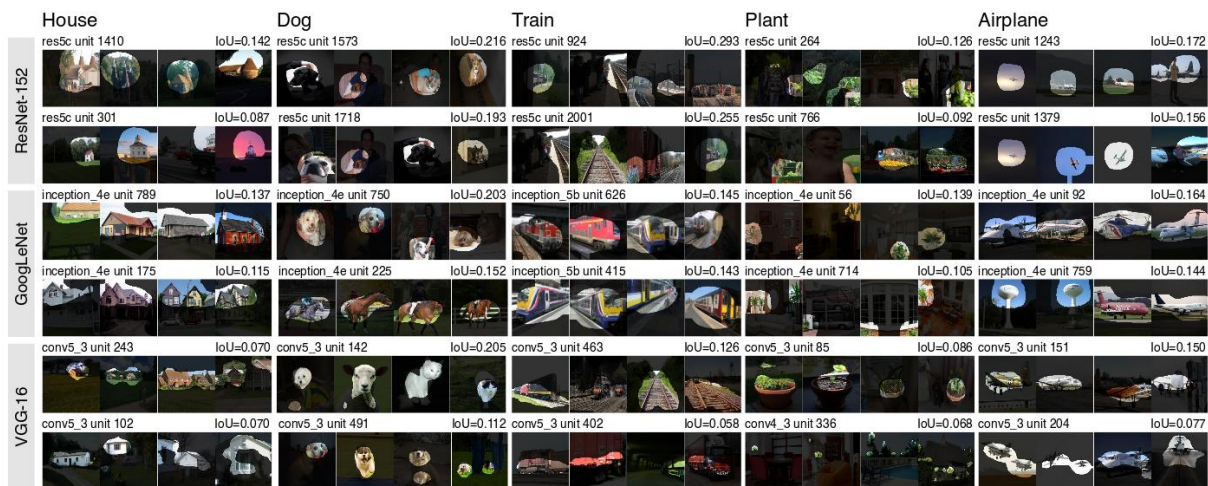 House Dog Train Plant Airplane
ResNet-152
res5c unit 1410 IoU=0.142 res5c unit 1573 IoU=0.216 res5c unit 924 IoU=0.293 res5c unit 264 IoU=0.126 res5c unit 1243 IoU=0.172
res5c unit 301 IoU=0.087 res5c unit 1718 IoU=0.193 res5c unit 2001 IoU=0.255 res5c unit 766 IoU=0.092 res5c unit 1379 IoU=0.156
GoogLeNet
inception_4e unit 789 IoU=0.137 inception_4e unit 750 IoU=0.203 inception_5b unit 626 IoU=0.145 inception_4e unit 56 IoU=0.139 inception_4e unit 92 IoU=0.164
inception_4e unit 175 IoU=0.115 inception_4e unit 225 IoU=0.152 inception_5b unit 415 IoU=0.143 inception_4e unit 714 IoU=0.105 inception_4e unit 759 IoU=0.144
VGG-16
conv5_3 unit 243 IoU=0.070 conv5_3 unit 142 IoU=0.205 conv5_3 unit 463 IoU=0.126 conv5_3 unit 85 IoU=0.086 conv5_3 unit 151 IoU=0.150
conv5_3 unit 102 IoU=0.070 conv5_3 unit 491 IoU=0.112 conv5_3 unit 402 IoU=0.058 conv4_3 unit 336 IoU=0.068 conv5_3 unit 204 IoU=0.077